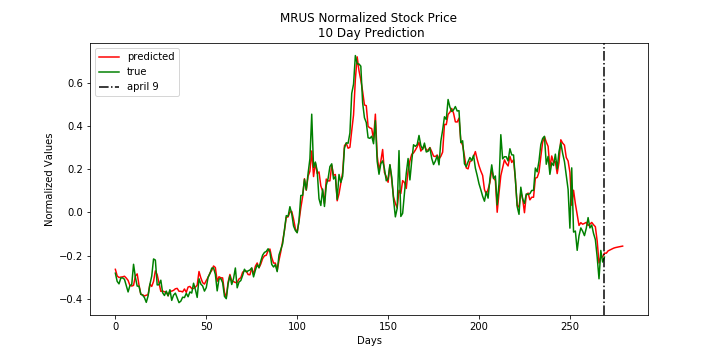 MRUS Normalized Stock Price
10 Day Prediction
predicted
true
april 9
Normalized Values
0.6
0.4
0.2
0.0
−0.2
−0.4
0 50 100 150 200 250
Days